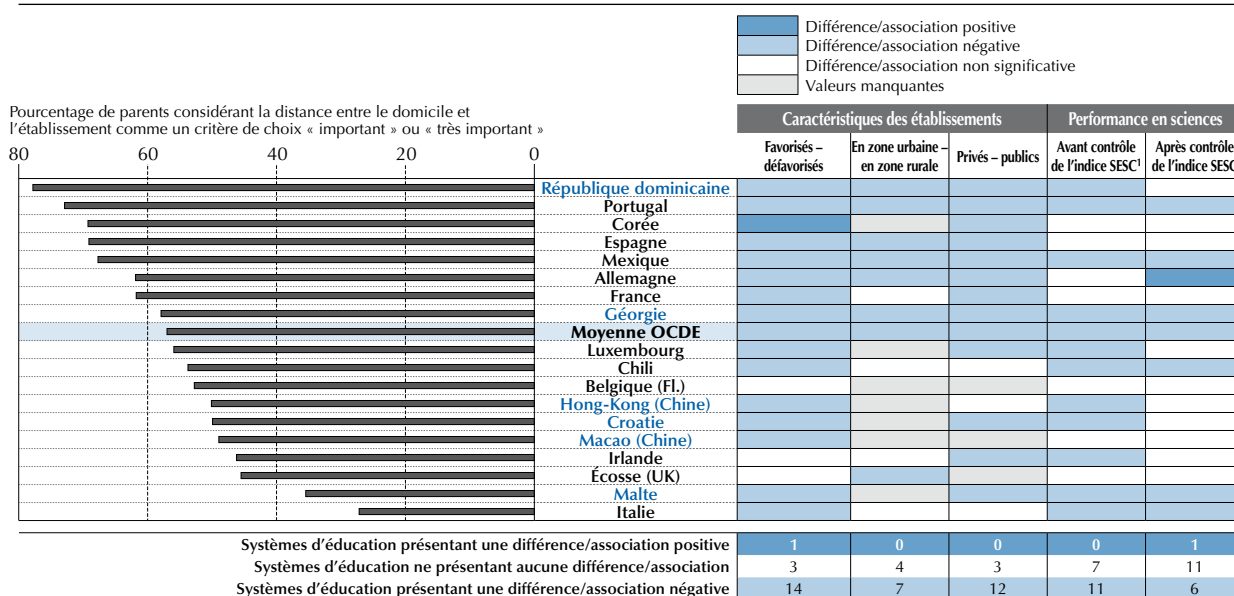 Différence/association positive
Différence/association négative
Différence/association non significative
Valeurs manquantes
Pourcentage de parents considérant la distance entre le domicile et
l'établissement comme un critère de choix « important » ou « très important »
80 60 40 20 0
Caractéristiques des établissements Performance en sciences
Favorisés – défavorisés
En zone urbaine – en zone rurale
Privés – publics
Avant contrôle de l'indice SESC¹
Après contrôle de l'indice SESC
République dominicaine
Portugal
Corée
Espagne
Mexique
Allemagne
France
Géorgie
Moyenne OCDE
Luxembourg
Chili
Belgique (Fl.)
Hong-Kong (Chine)
Croatie
Macao (Chine)
Irlande
Écosse (UK)
Malte
Italie
Systèmes d'éducation présentant une différence/association positive 1 0 0 0 1
Systèmes d'éducation ne présentant aucune différence/association 3 4 3 7 11
Systèmes d'éducation présentant une différence/association négative 14 7 12 11 6